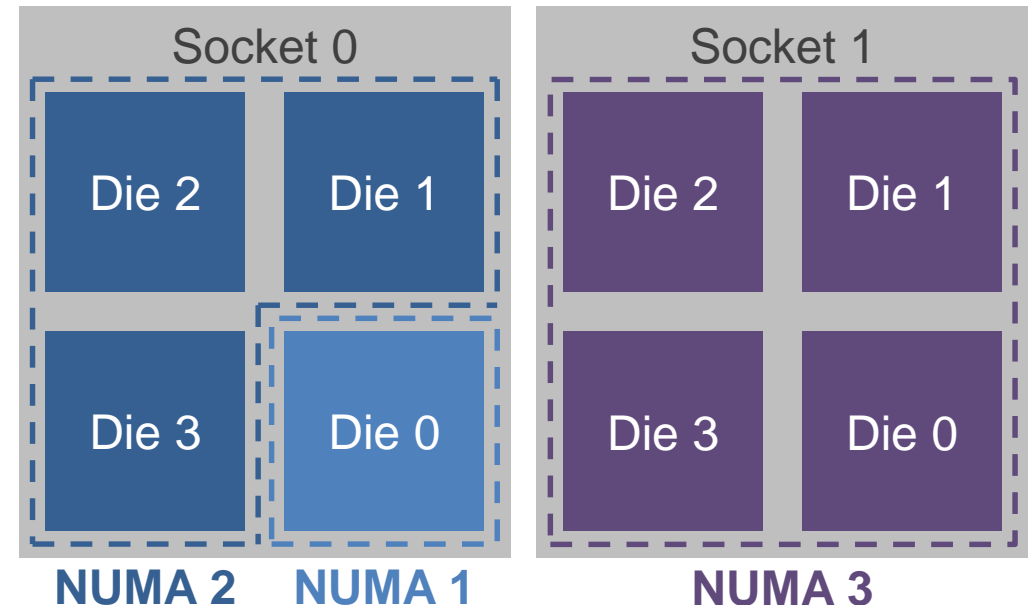 Socket 0
Die 2
Die 1
Die 3
Die 0
NUMA 2
NUMA 1
Socket 1
Die 2
Die 1
Die 3
Die 0
NUMA 3